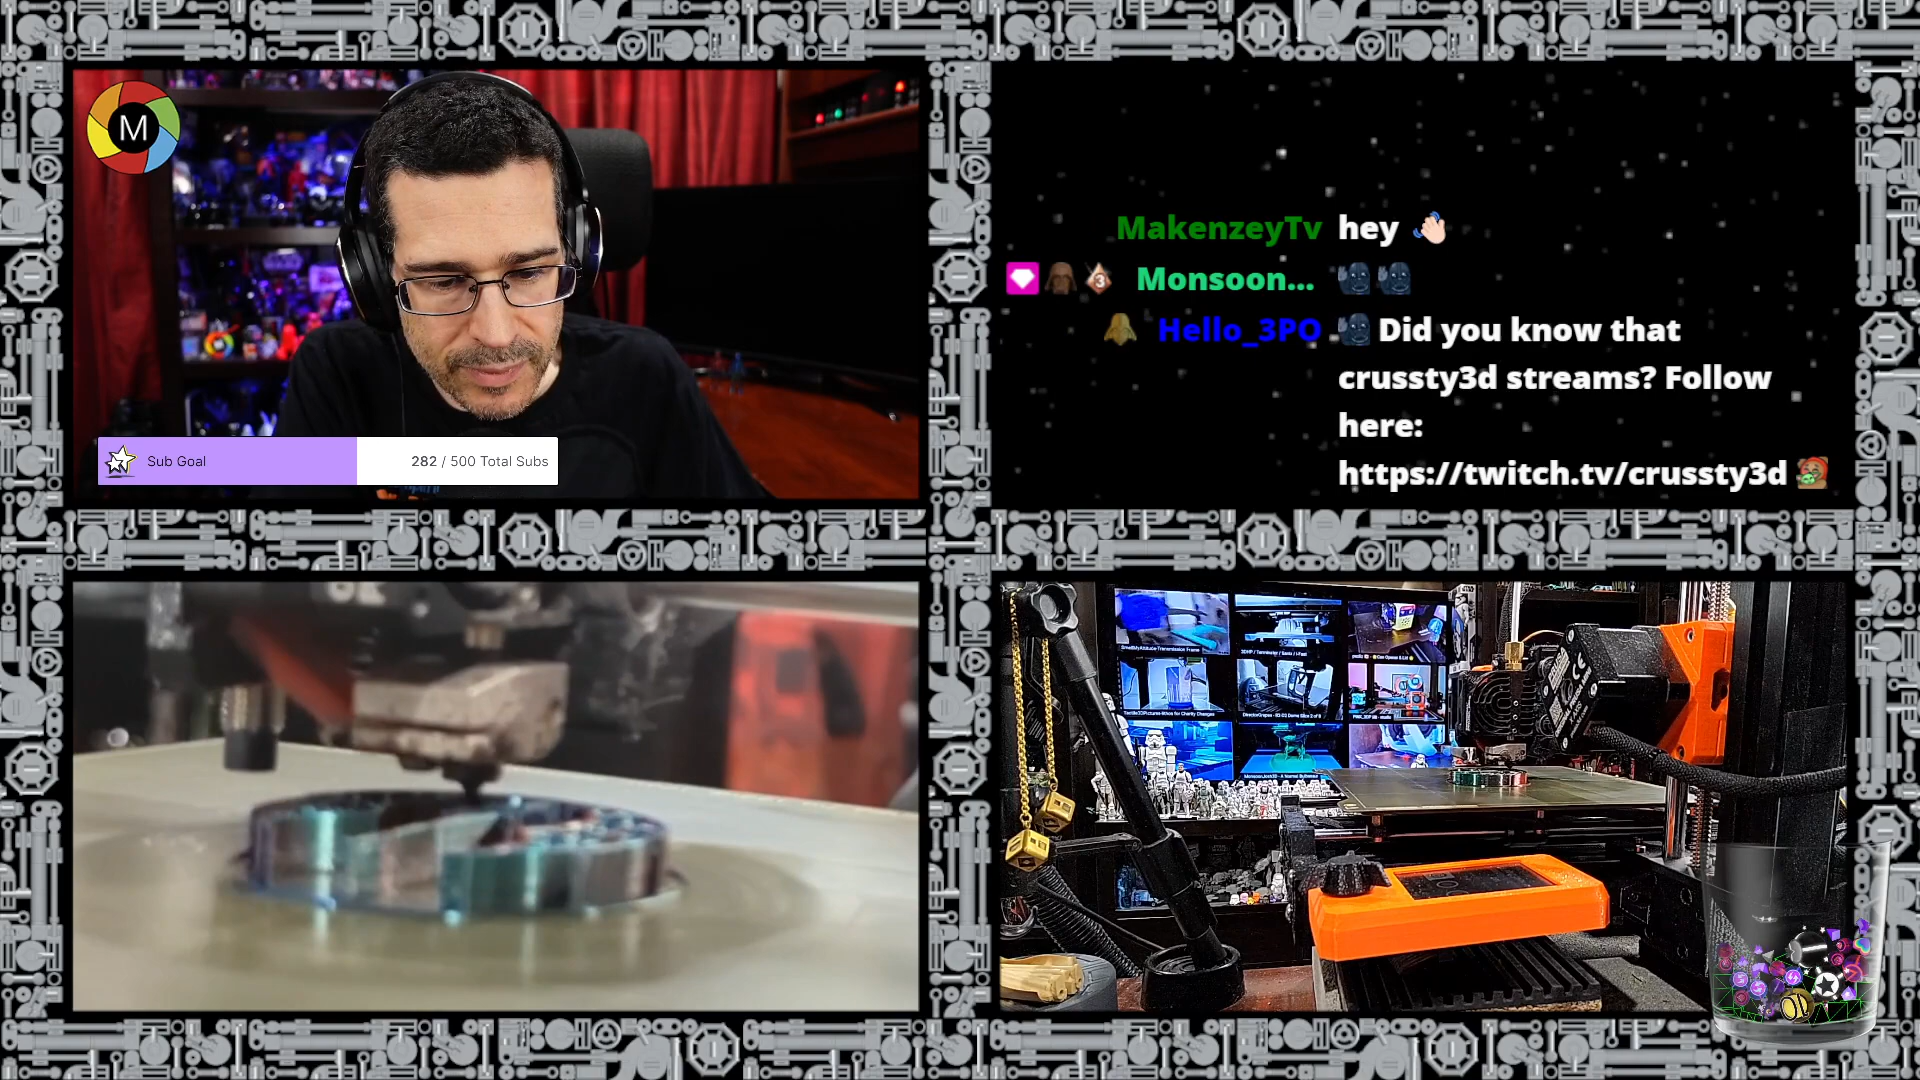 M
Sub Goal
282 / 500 Total Subs
MakenzeyTv hey
3 Monsoon...
Hello_3PO Did you know that
crussty3d streams? Follow
here:
https://twitch.tv/crussty3d